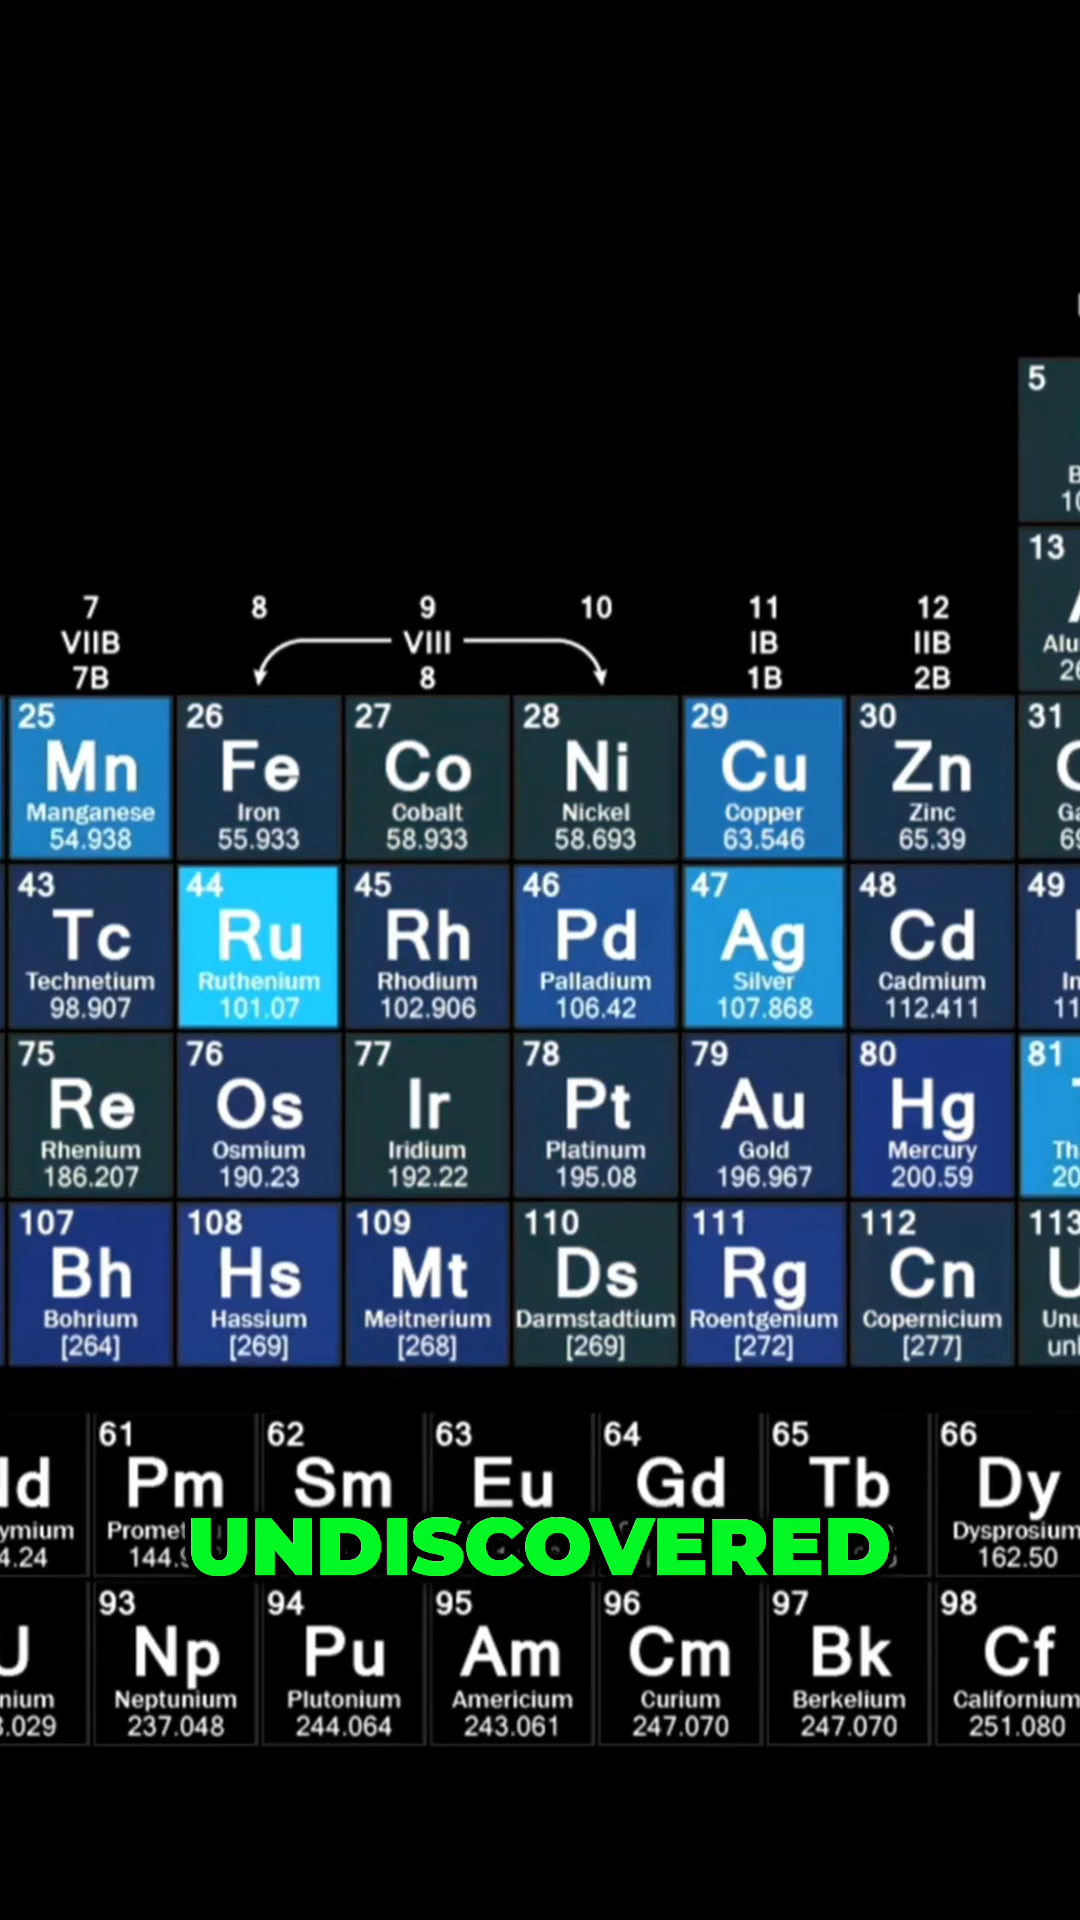 5
13
7 8 9 10 11 12
VIIB VIII IB IIB
7B 8 1B 2B
25 26 27 28 29 30 31
Mn Fe Co Ni Cu Zn
Manganese Iron Cobalt Nickel Copper Zinc
54.938 55.933 58.933 58.693 63.546 65.39
43 44 45 46 47 48 49
Tc Ru Rh Pd Ag Cd
Technetium Ruthenium Rhodium Palladium Silver Cadmium
98.907 101.07 102.906 106.42 107.868 112.411
75 76 77 78 79 80 81
Re Os Ir Pt Au Hg
Rhenium Osmium Iridium Platinum Gold Mercury
186.207 190.23 192.22 195.08 196.967 200.59
107 108 109 110 111 112 113
Bh Hs Mt Ds Rg Cn
Bohrium Hassium Meitnerium Darmstadtium Roentgenium Copernicium
[264] [269] [268] [269] [272] [277]
61 62 63 64 65 66
Pm Sm Eu Gd Tb Dy
Dysprosium
162.50
UNDISCOVERED
93 94 95 96 97 98
Np Pu Am Cm Bk Cf
Neptunium Plutonium Americium Curium Berkelium Californium
237.048 244.064 243.061 247.070 247.070 251.080